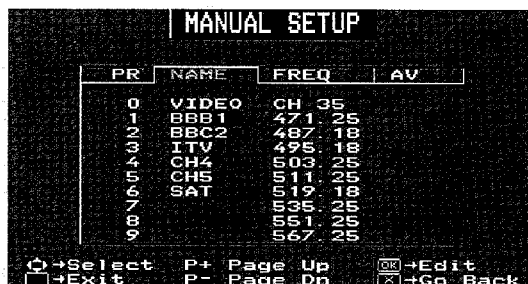 MANUAL SETUP
PR NAME FREQ AV
0 VIDEO CH 35
1 BBB1 471.25
2 BBC2 487.18
3 ITV 495.18
4 CH4 503.25
5 CH5 511.25
6 SAT 519.18
7 535.25
8 551.25
9 567.25
→Select P+ Page Up OK→Edit
→Exit P- Page Dn X→Go Back